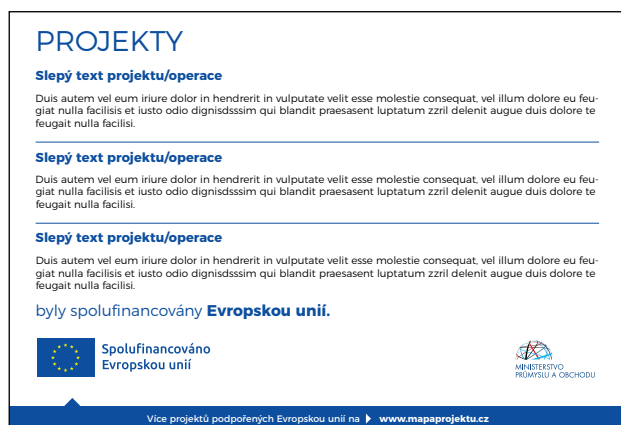 PROJEKTY
Slepý text projektu/operace
Duis autem vel eum iriure dolor in hendrerit in vulputate velit esse molestie consequat, vel illum dolore eu feu-
giat nulla facilisis et iusto odio dignisdsssim qui blandit praesasent luptatum zzril delenit augue duis dolore te
feugait nulla facilisi.
Slepý text projektu/operace
Duis autem vel eum iriure dolor in hendrerit in vulputate velit esse molestie consequat, vel illum dolore eu feu-
giat nulla facilisis et iusto odio dignisdsssim qui blandit praesasent luptatum zzril delenit augue duis dolore te
feugait nulla facilisi.
Slepý text projektu/operace
Duis autem vel eum iriure dolor in hendrerit in vulputate velit esse molestie consequat, vel illum dolore eu feu-
giat nulla facilisis et iusto odio dignisdsssim qui blandit praesasent luptatum zzril delenit augue duis dolore te
feugait nulla facilisi.
byly spolufinancovány Evropskou unií.
Spolufinancováno
Evropskou unií
MINISTERSTVO
PRŮMYSLU A OBCHODU
Více projektů podpořených Evropskou unií na www.mapaprojektu.cz